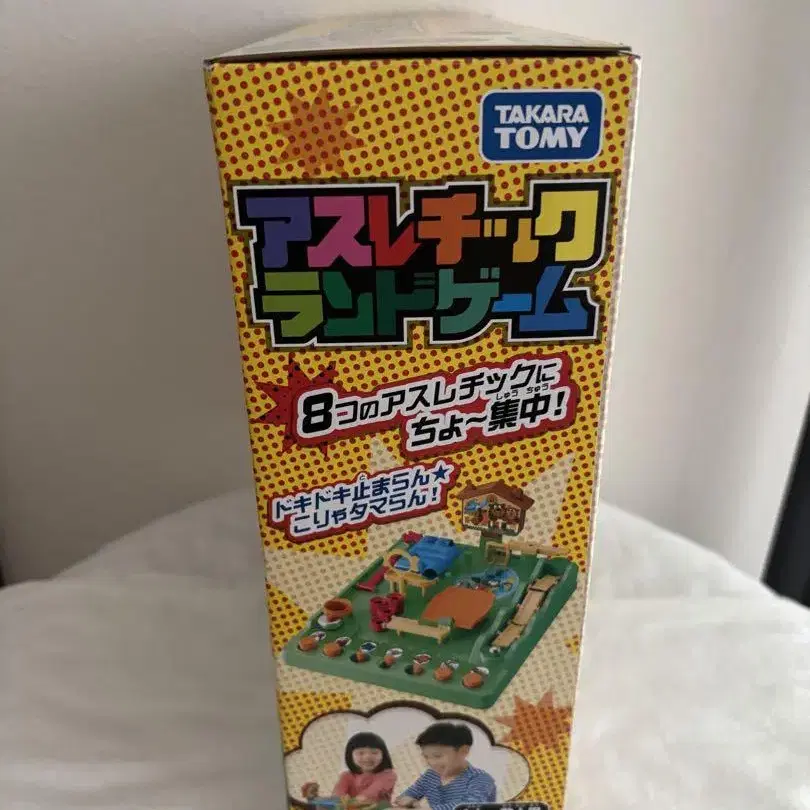 TAKARA
TOMY
アスレチック
ランドゲーム
8つのアスレチックに
ちょ〜集中!
しゅう ちゅう
ドキドキ止まらん★
こりゃタマらん!